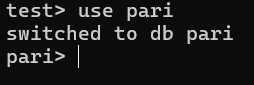 test> use pari
switched to db pari
pari>